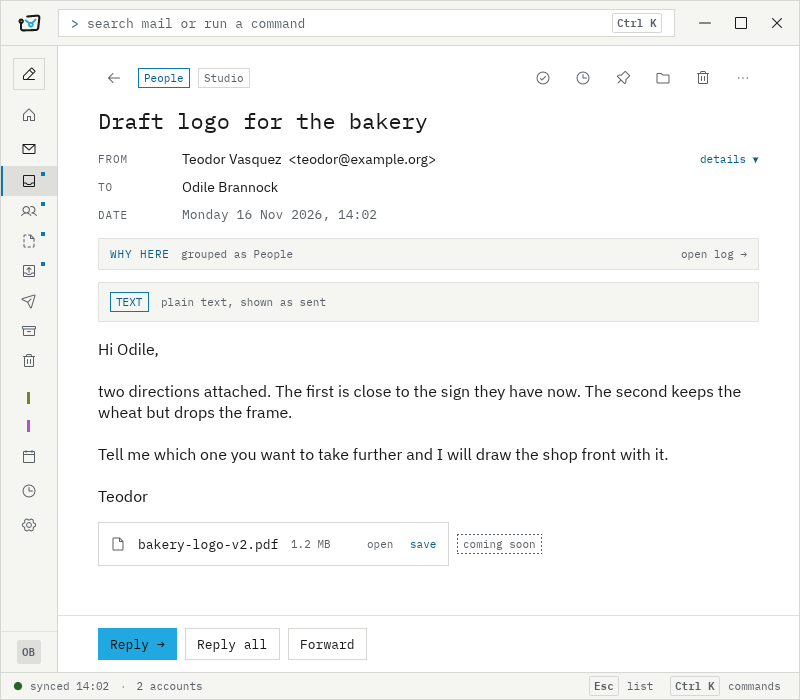 > search mail or run a command Ctrl K
People Studio
Draft logo for the bakery
FROM Teodor Vasquez <teodor@example.org> details ▾
TO Odile Brannock
DATE Monday 16 Nov 2026, 14:02
WHY HERE grouped as People open log →
TEXT plain text, shown as sent
Hi Odile,
two directions attached. The first is close to the sign they have now. The second keeps the
wheat but drops the frame.
Tell me which one you want to take further and I will draw the shop front with it.
Teodor
bakery-logo-v2.pdf 1.2 MB open save coming soon
Reply → Reply all Forward
OB
synced 14:02 · 2 accounts Esc list Ctrl K commands